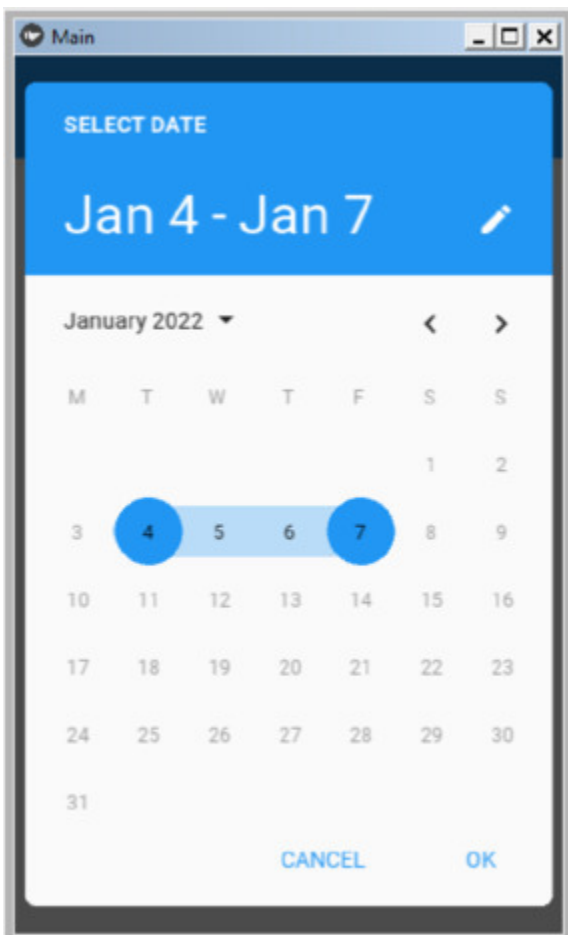 Main
SELECT DATE
Jan 4 - Jan 7
January 2022
M T W T F S S
1 2
3 4 5 6 7 8 9
10 11 12 13 14 15 16
17 18 19 20 21 22 23
24 25 26 27 28 29 30
31
CANCEL OK